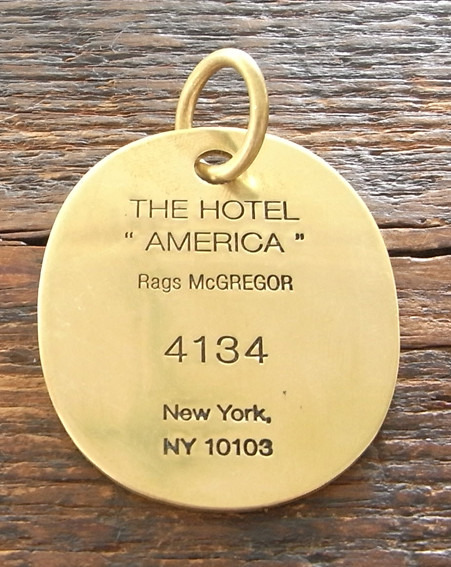 THE HOTEL
“ AMERICA ”
Rags McGREGOR
4134
New York,
NY 10103